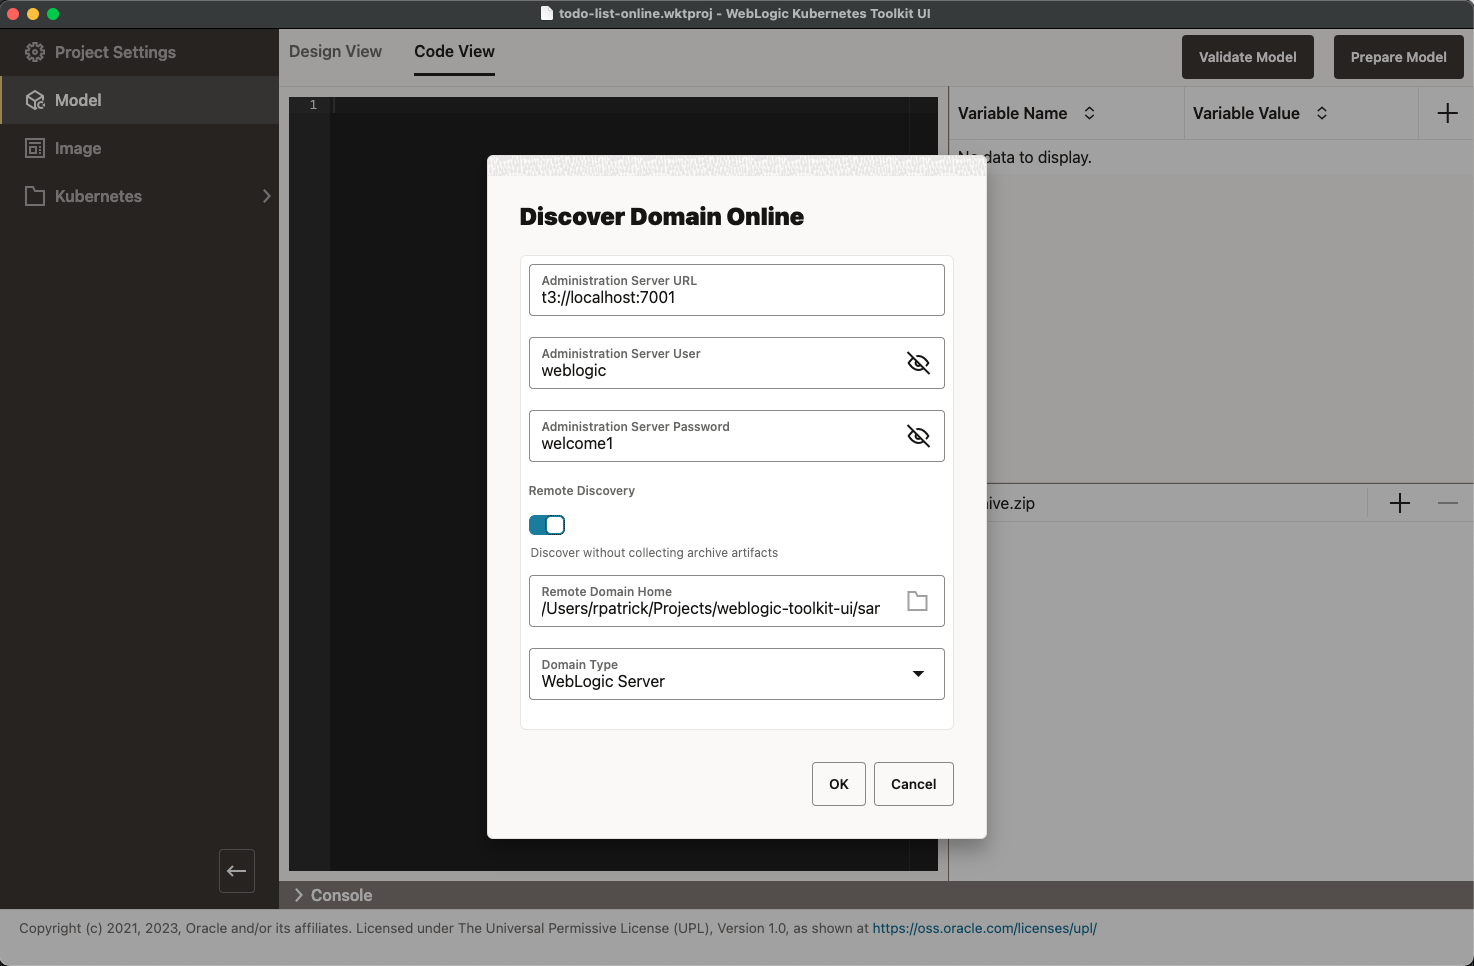 todo-list-online.wktproj - WebLogic Kubernetes Toolkit UI
Project Settings
Model
Image
Kubernetes
Design View
Code View
Validate Model
Prepare Model
1
Variable Name
Variable Value
data to display.
Discover Domain Online
Administration Server URL
t3://localhost:7001
Administration Server User
weblogic
Administration Server Password
welcome1
Remote Discovery
Discover without collecting archive artifacts
Remote Domain Home
/Users/rpatrick/Projects/weblogic-toolkit-ui/sar
Domain Type
WebLogic Server
OK
Cancel
ive.zip
Console
Copyright (c) 2021, 2023, Oracle and/or its affiliates. Licensed under The Universal Permissive License (UPL), Version 1.0, as shown at https://oss.oracle.com/licenses/upl/